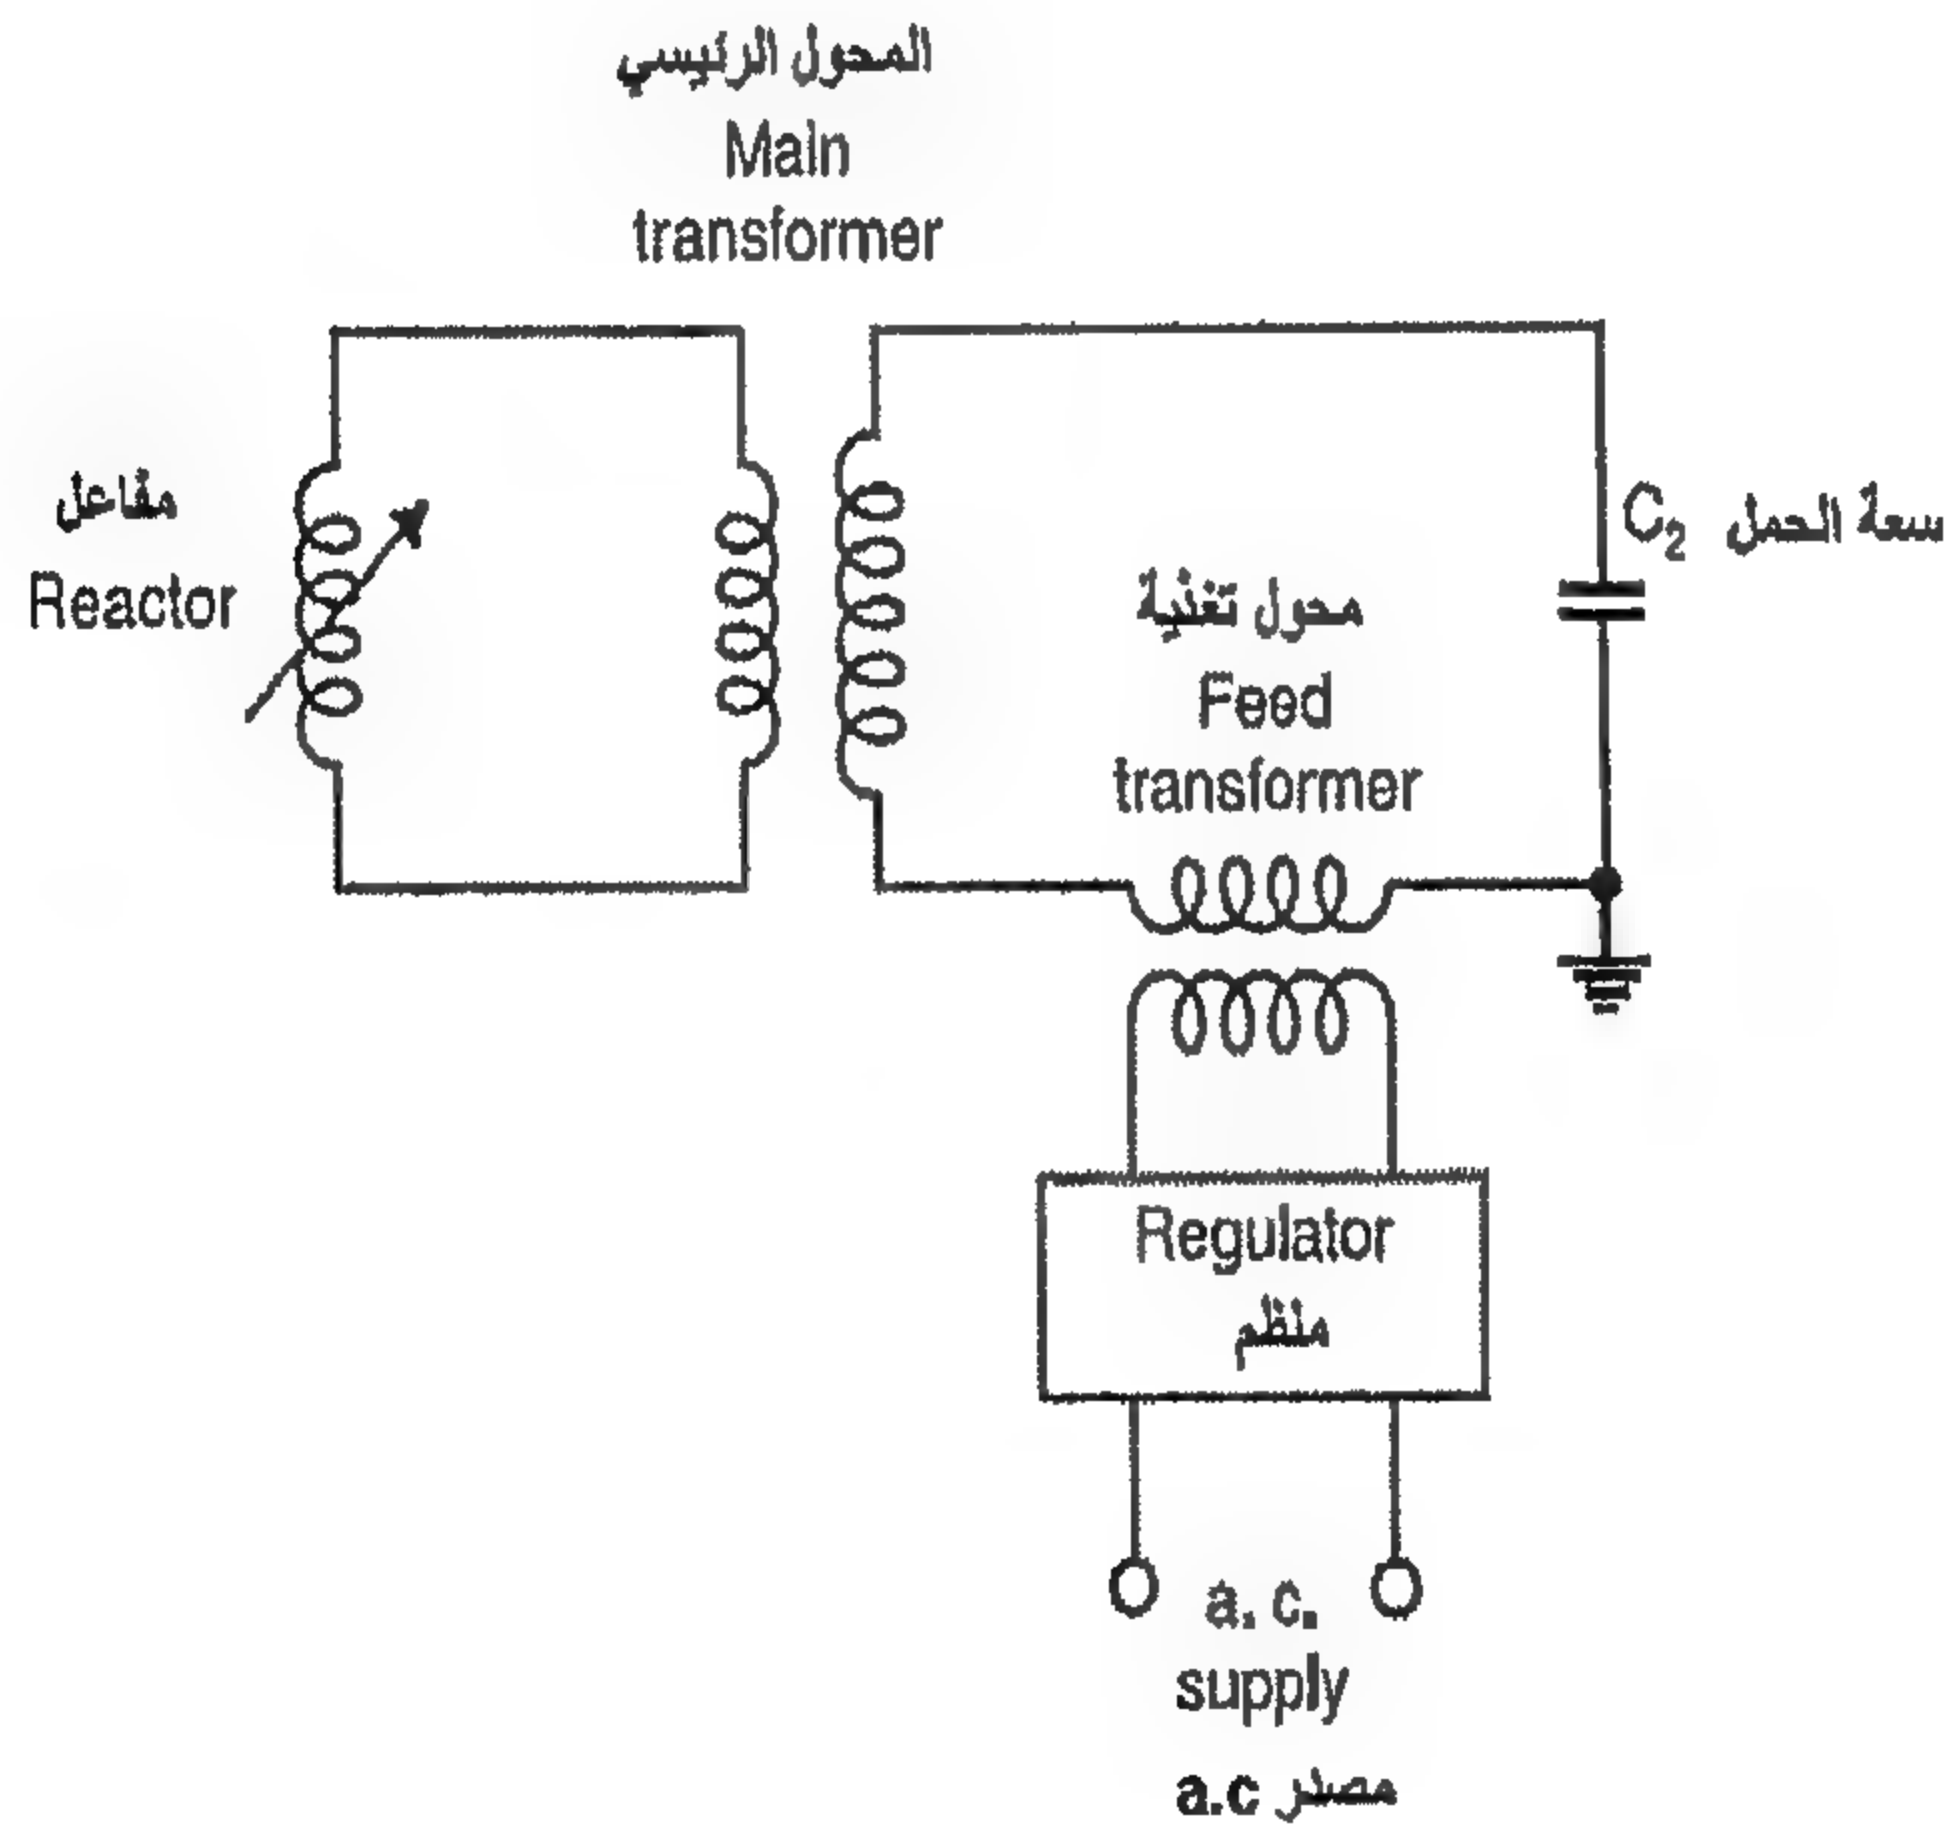 المحول الرئيسي
Main
transformer
مفاعل
Reactor
C₂ سعة الحمل
محول تغذية
Feed
transformer
Regulator
منظم
a. c.
supply
a.c مصدر